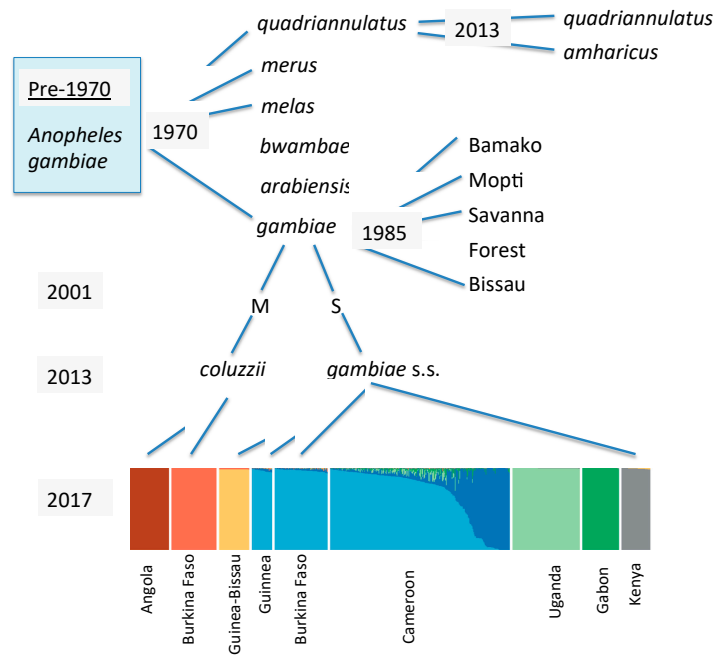 quadriannulatus
2013
quadriannulatus
amharicus
Pre-1970
Anopheles
gambiae
1970
merus
melas
bwambae
arabiensis
gambiae
1985
Bamako
Mopti
Savanna
Forest
Bissau
2001
M
S
2013
coluzzii
gambiae s.s.
2017
Angola
Burkina Faso
Guinea-Bissau
Guinnea
Burkina Faso
Cameroon
Uganda
Gabon
Kenya